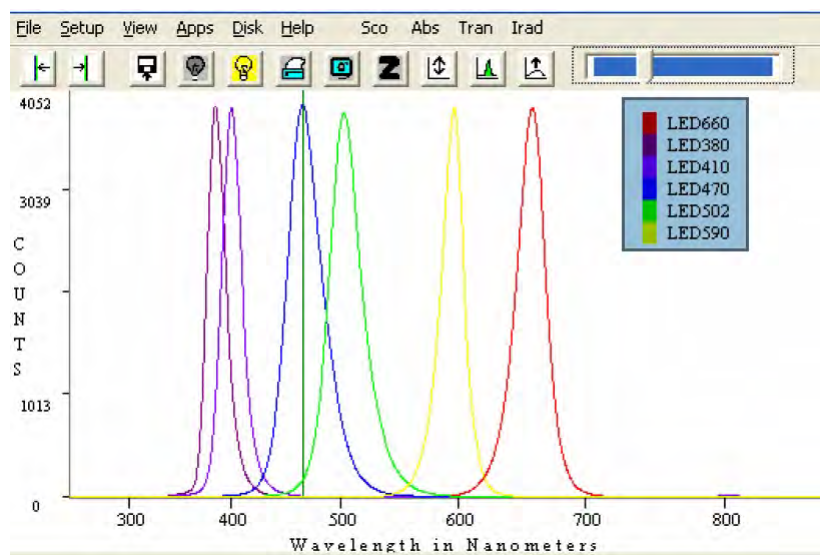 File Setup View Apps Disk Help Sco Abs Tran Irad
Z
4052
3039
COUNTS
1013
0
LED660
LED380
LED410
LED470
LED502
LED590
300 400 500 600 700 800
Wavelength in Nanometers